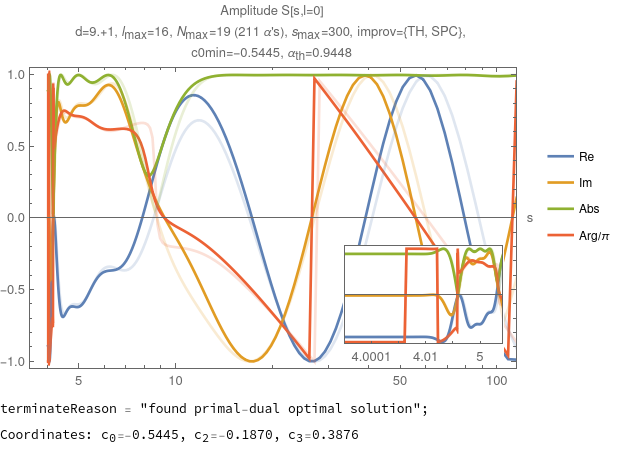 Amplitude S[s,l=0]
d=9.+1, lmax=16, Nmax=19 (211 α's), smax=300, improv={TH, SPC},
c0min=−0.5445, αth=0.9448
1.0
0.5
0.0
−0.5
−1.0
s
Re
Im
Abs
Arg/π
4.0001 4.01 5
5 10 50 100
terminateReason = "found primal-dual optimal solution";
Coordinates: c0=-0.5445, c2=-0.1870, c3=0.3876